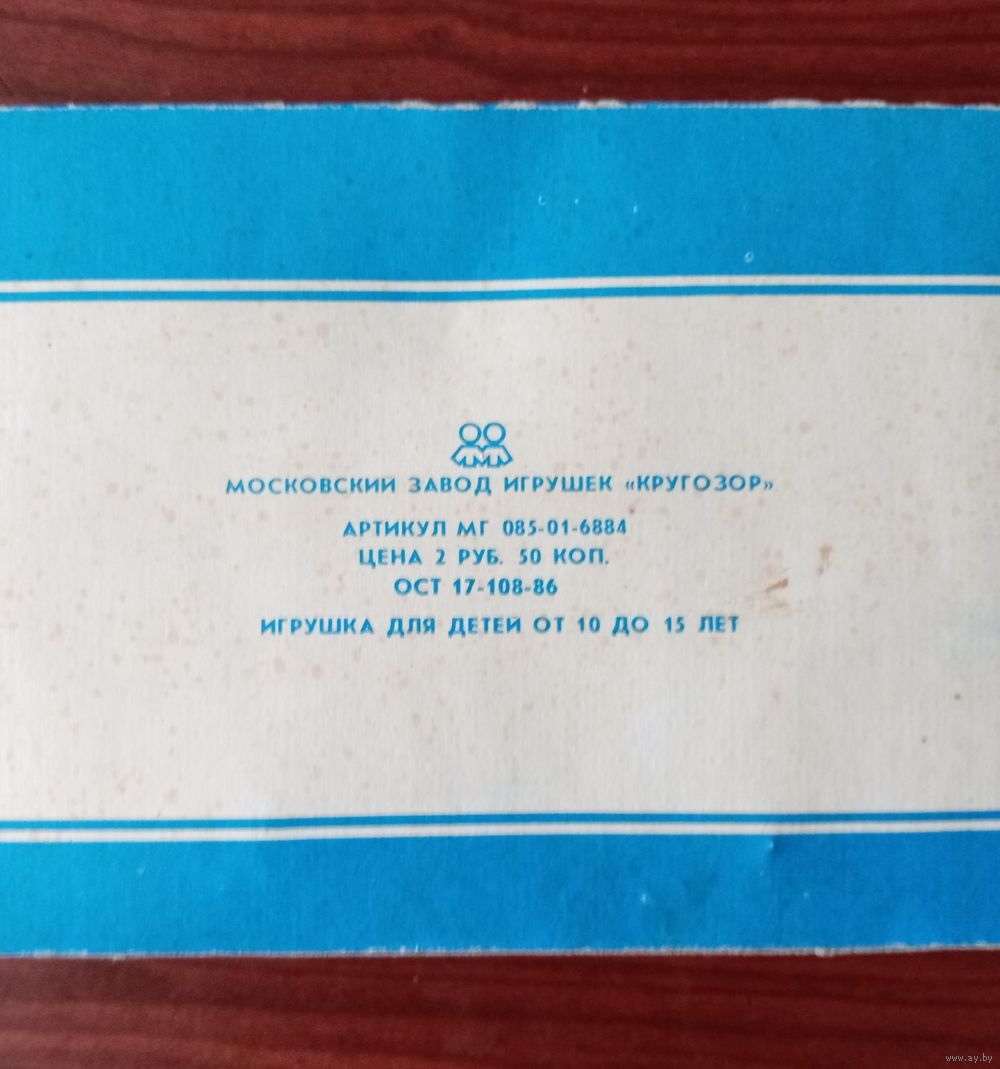 МОСКОВСКИЙ ЗАВОД ИГРУШЕК «КРУГОЗОР»
АРТИКУЛ МГ 085-01-6884
ЦЕНА 2 РУБ. 50 КОП.
ОСТ 17-108-86
ИГРУШКА ДЛЯ ДЕТЕЙ ОТ 10 ДО 15 ЛЕТ
www.ay.by